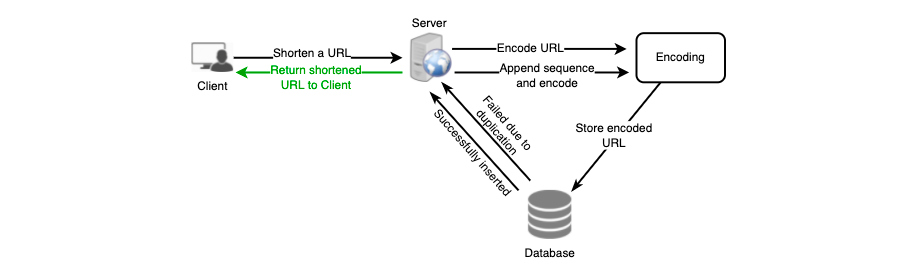 Server
Shorten a URL
Return shortened
URL to Client
Client
Encode URL
Append sequence
and encode
Encoding
Store encoded
URL
Failed due to
duplication
Successfully inserted
Database